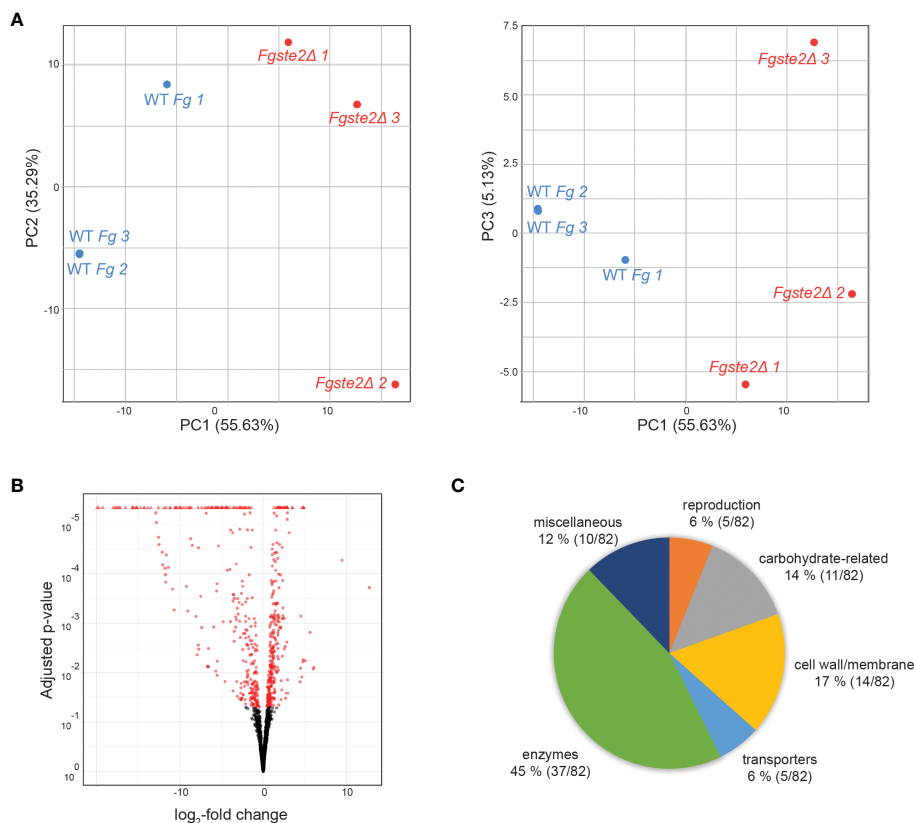 A
10
0
-10
-10
0
10
PC2 (35.29%)
PC1 (55.63%)
Fgste2Δ 1
WT Fg 1
Fgste2Δ 3
WT Fg 3
WT Fg 2
Fgste2Δ 2
7.5
5.0
2.5
0
-2.5
-5.0
-10
0
10
PC3 (5.13%)
PC1 (55.63%)
Fgste2Δ 3
WT Fg 2
WT Fg 3
WT Fg 1
Fgste2Δ 2
Fgste2Δ 1
B
10⁻⁵
10⁻⁴
10⁻³
10⁻²
10⁻¹
10⁻¹
10⁰
-10
0
10
Adjusted p-value
log₂-fold change
C
reproduction
6 % (5/82)
miscellaneous
12 % (10/82)
carbohydrate-related
14 % (11/82)
cell wall/membrane
17 % (14/82)
transporters
6 % (5/82)
enzymes
45 % (37/82)